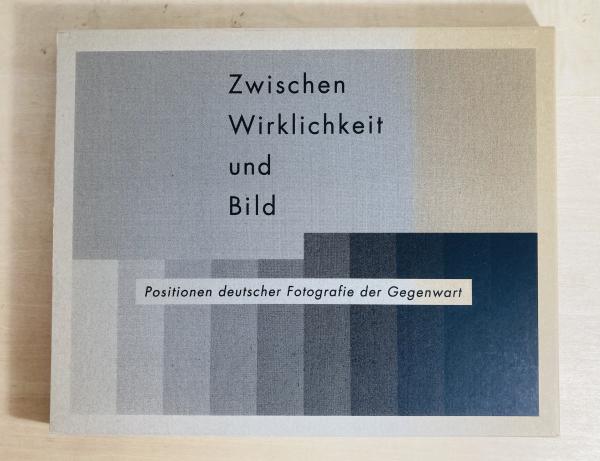 Zwischen
Wirklichkeit
und
Bild
Positionen deutscher Fotografie der Gegenwart